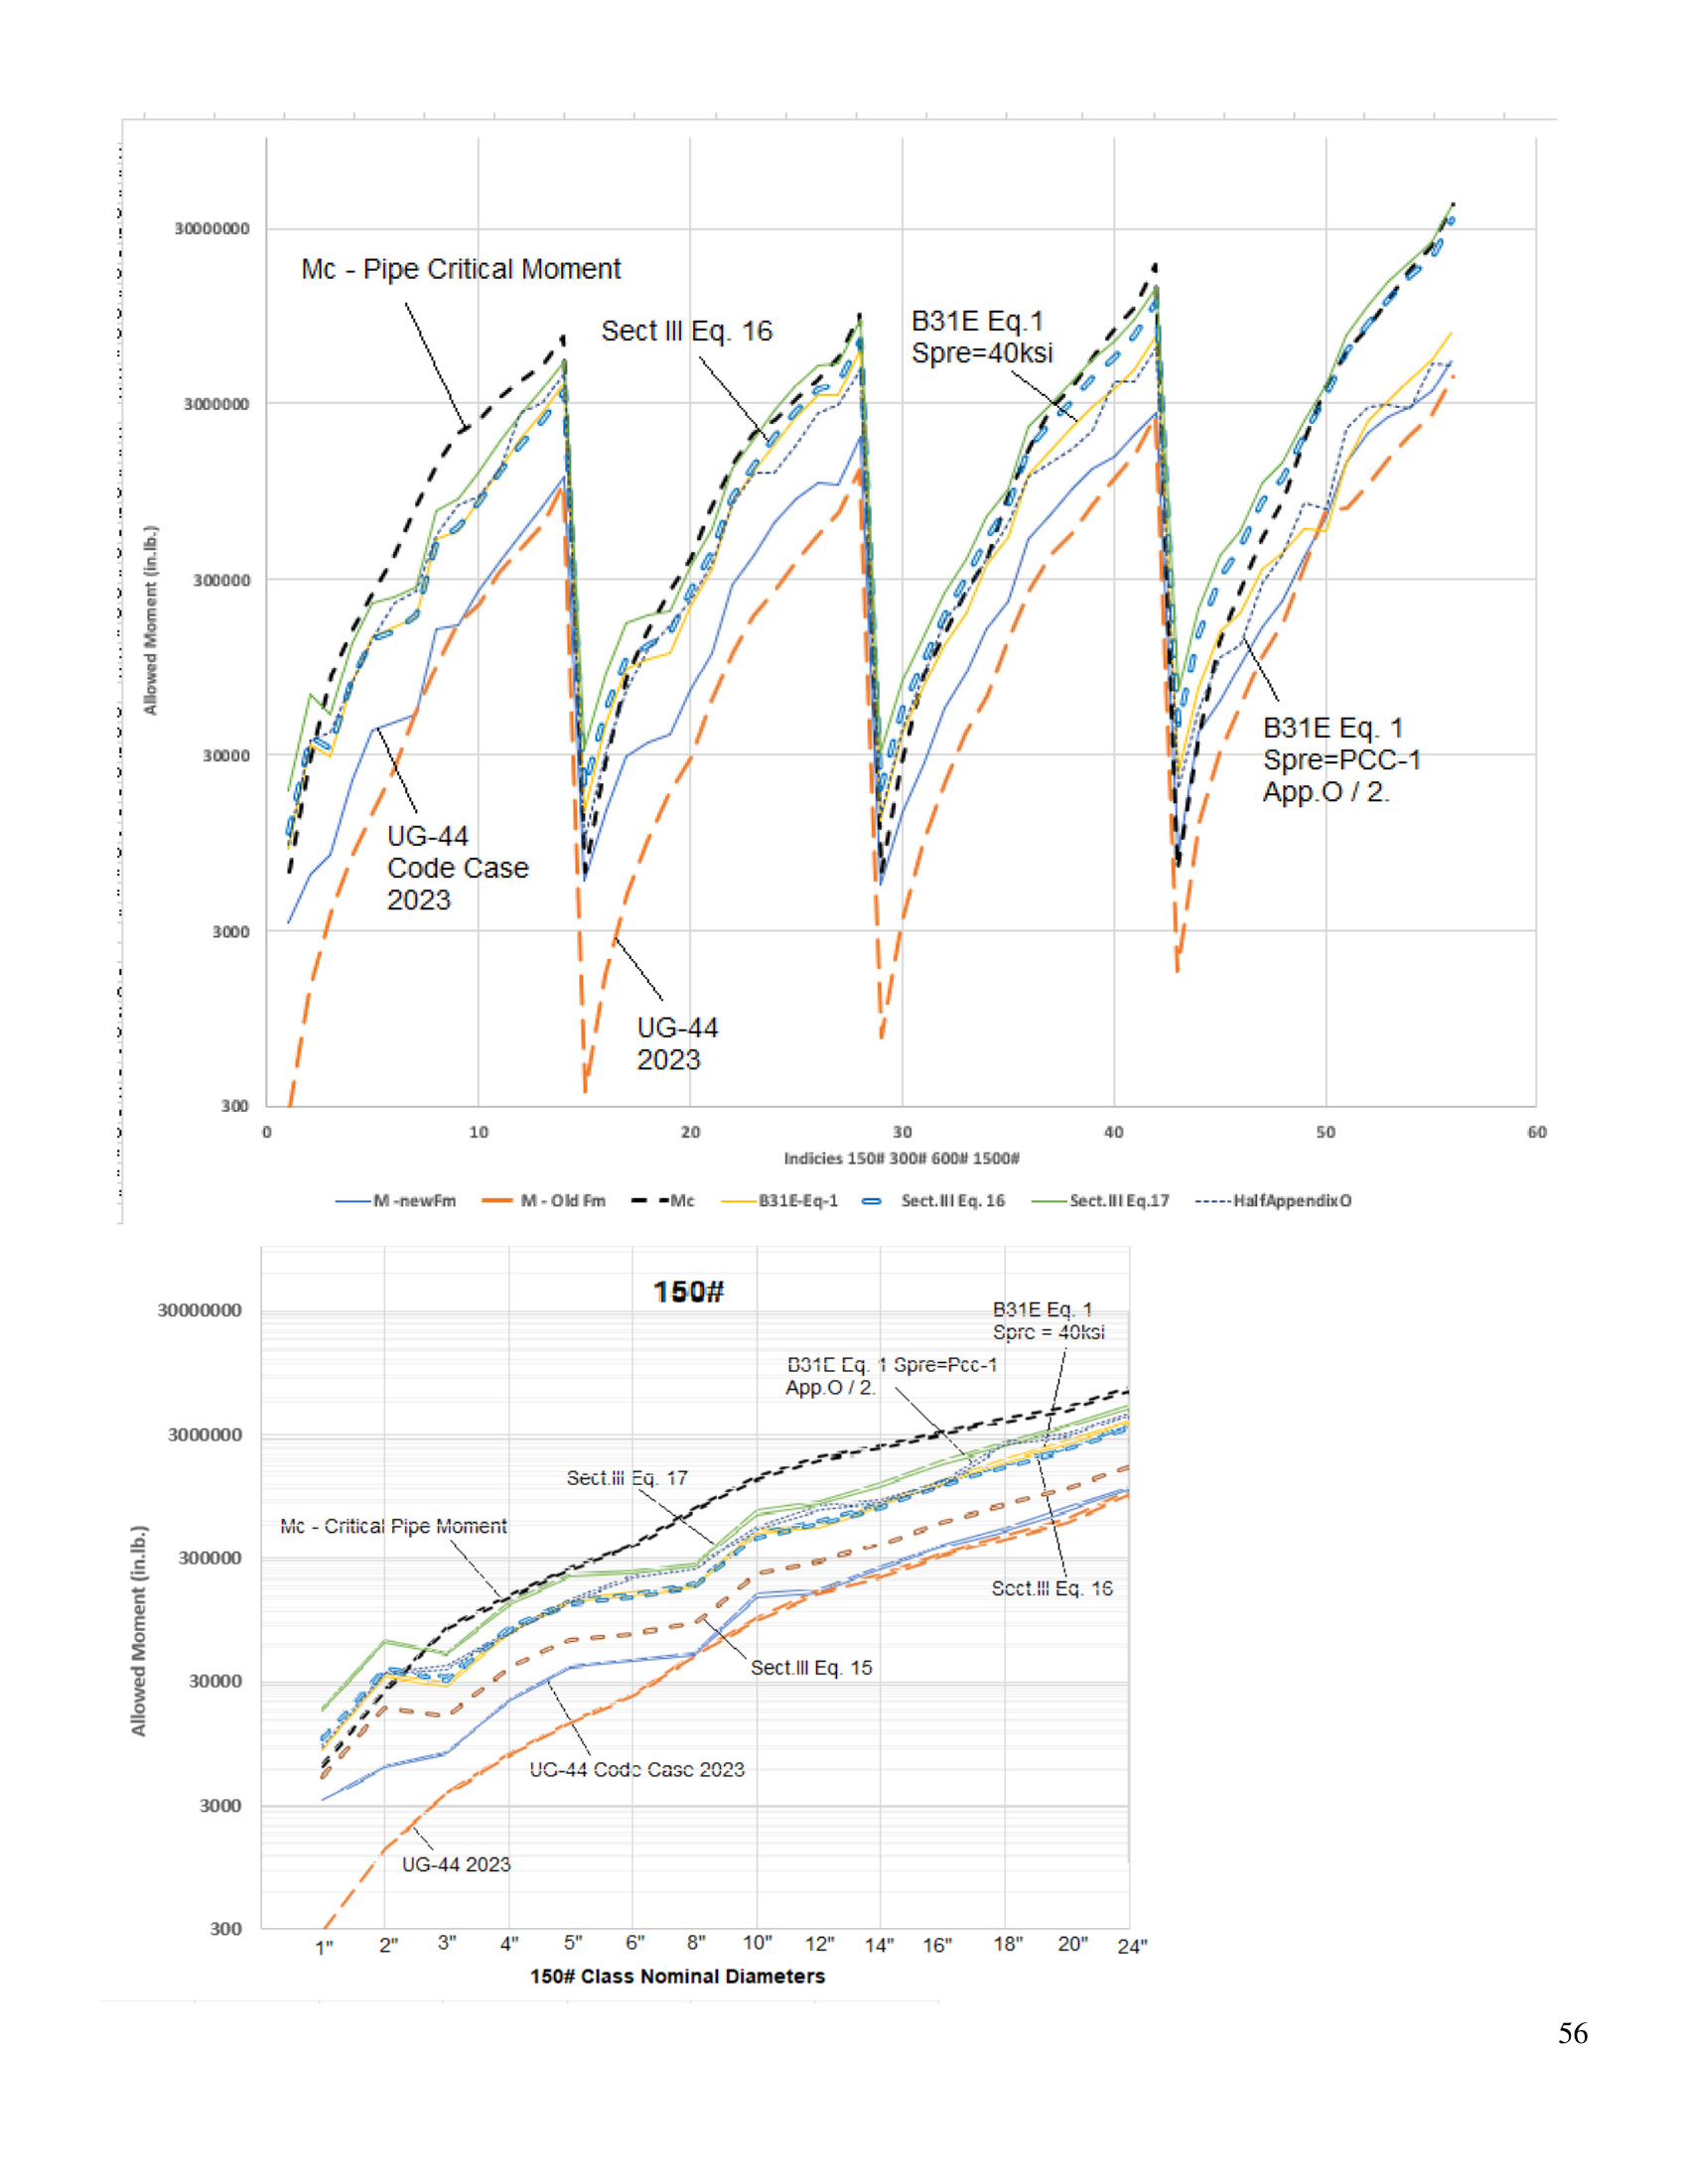 30000000
3000000
300000
30000
3000
300
Allowed Moment (in.lb.)
Mc - Pipe Critical Moment
Sect III Eq. 16
B31E Eq.1
Spre=40ksi
UG-44
Code Case
2023
UG-44
2023
B31E Eq. 1
Spre=PCC-1
App.O / 2.
0 10 20 30 40 50 60
Indicies 150# 300# 600# 1500#
M -newFm M - Old Fm Mc B31E-Eq-1 Sect.III Eq. 16 Sect.III Eq.17 HalfAppendixO
150#
30000000
3000000
300000
30000
3000
300
Allowed Moment (in.lb.)
B31E Eq. 1
Spre = 40ksi
B31E Eq. 1 Spre=Pcc-1
App.O / 2.
Sect.III Eq. 17
Mc - Critical Pipe Moment
Sect.III Eq. 16
Sect.III Eq. 15
UG-44 Code Case 2023
UG-44 2023
1" 2" 3" 4" 5" 6" 8" 10" 12" 14" 16" 18" 20" 24"
150# Class Nominal Diameters
56